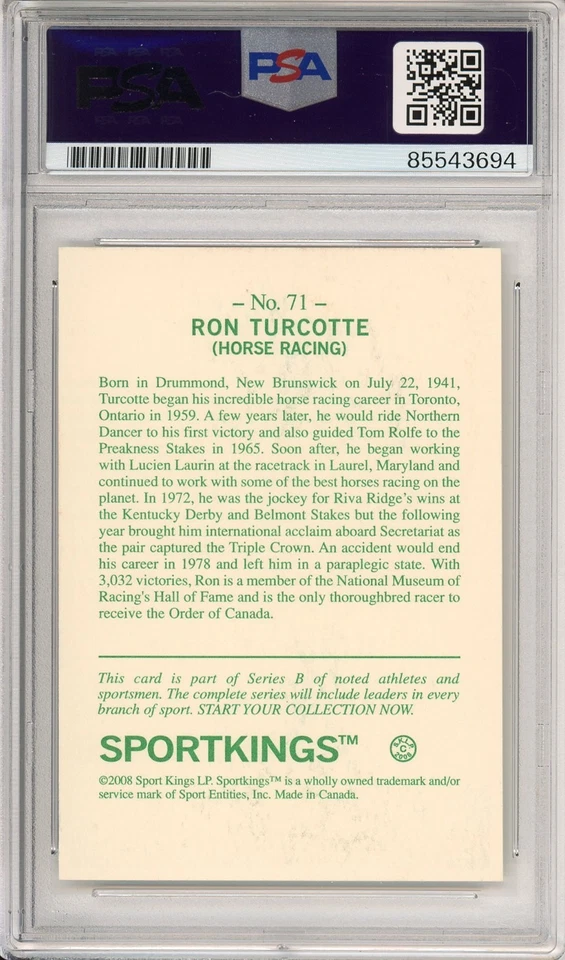 PSA
PSA
85543694
– No. 71 –
RON TURCOTTE
(HORSE RACING)
Born in Drummond, New Brunswick on July 22, 1941,
Turcotte began his incredible horse racing career in Toronto,
Ontario in 1959. A few years later, he would ride Northern
Dancer to his first victory and also guided Tom Rolfe to the
Preakness Stakes in 1965. Soon after, he began working
with Lucien Laurin at the racetrack in Laurel, Maryland and
continued to work with some of the best horses racing on the
planet. In 1972, he was the jockey for Riva Ridge's wins at
the Kentucky Derby and Belmont Stakes but the following
year brought him international acclaim aboard Secretariat as
the pair captured the Triple Crown. An accident would end
his career in 1978 and left him in a paraplegic state. With
3,032 victories, Ron is a member of the National Museum of
Racing's Hall of Fame and is the only thoroughbred racer to
receive the Order of Canada.
This card is part of Series B of noted athletes and
sportsmen. The complete series will include leaders in every
branch of sport. START YOUR COLLECTION NOW.
SPORTKINGS™
S.K.L.P. C 2008
©2008 Sport Kings LP. Sportkings™ is a wholly owned trademark and/or
service mark of Sport Entities, Inc. Made in Canada.